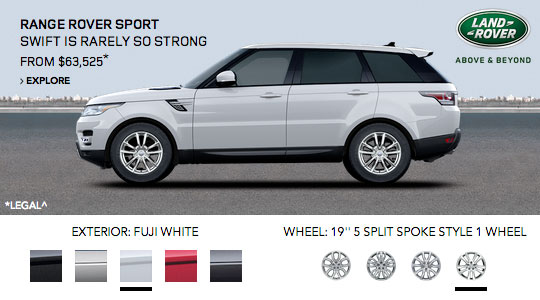 RANGE ROVER SPORT
SWIFT IS RARELY SO STRONG
FROM $63,525*
> EXPLORE
LAND
ROVER
ABOVE & BEYOND
*LEGAL^
EXTERIOR: FUJI WHITE
WHEEL: 19'' 5 SPLIT SPOKE STYLE 1 WHEEL